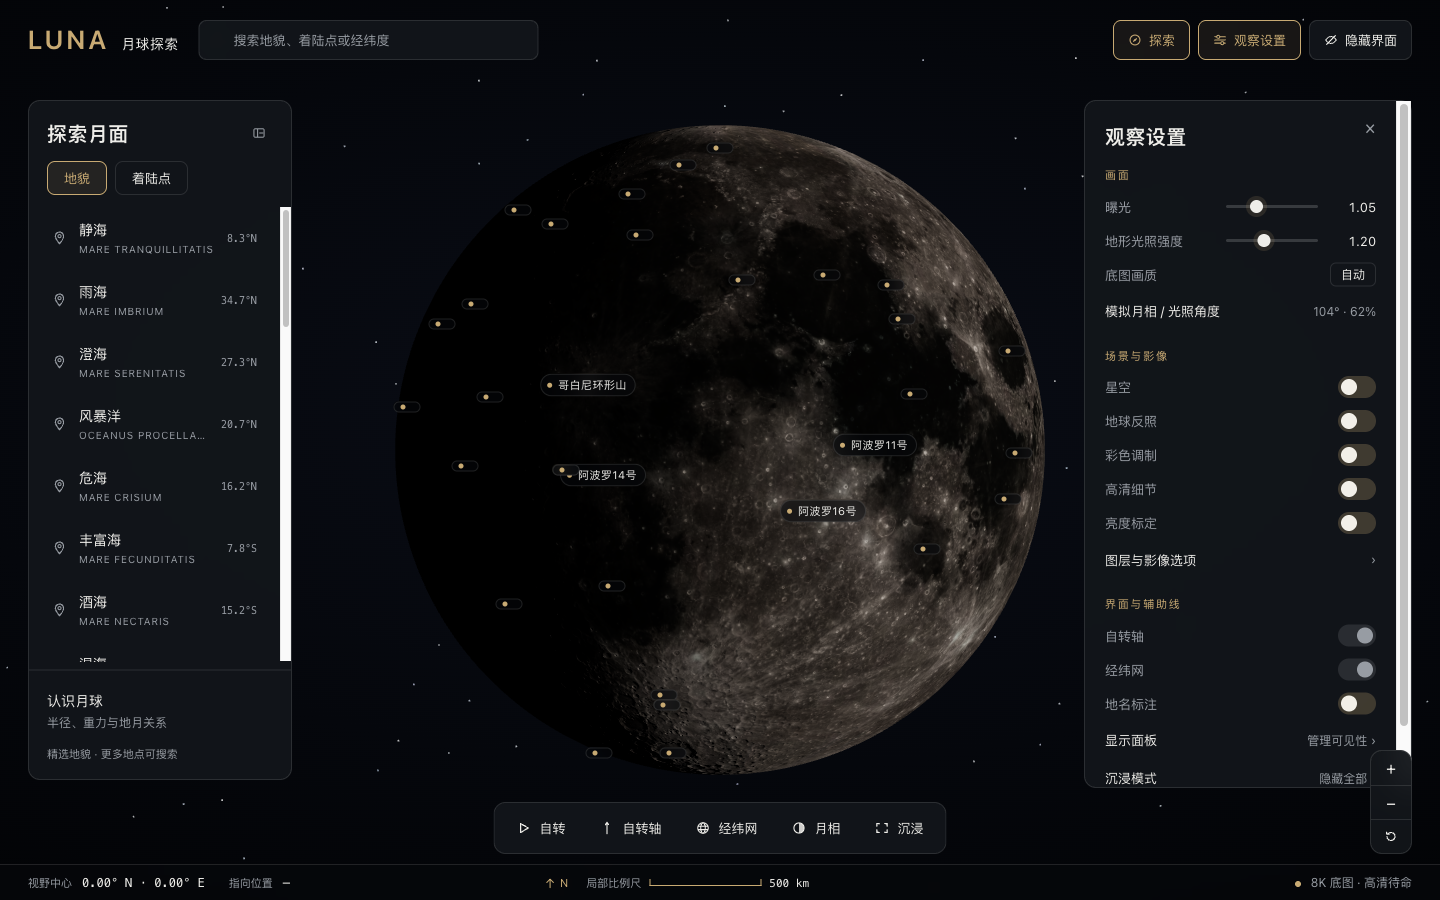 LUNA 月球探索
搜索地貌、着陆点或经纬度
探索
观察设置
隐藏界面
探索月面
地貌
着陆点
静海
MARE TRANQUILLITATIS
8.3°N
雨海
MARE IMBRIUM
34.7°N
澄海
MARE SERENITATIS
27.3°N
风暴洋
OCEANUS PROCELLA...
20.7°N
危海
MARE CRISIUM
16.2°N
丰富海
MARE FECUNDITATIS
7.8°S
酒海
MARE NECTARIS
15.2°S
认识月球
半径、重力与地月关系
精选地貌 · 更多地点可搜索
哥白尼环形山
阿波罗11号
阿波罗14号
阿波罗16号
观察设置
画面
曝光 1.05
地形光照强度 1.20
底图画质 自动
模拟月相 / 光照角度 104° · 62%
场景与影像
星空
地球反照
彩色调制
高清细节
亮度标定
图层与影像选项 ›
界面与辅助线
自转轴
经纬网
地名标注
显示面板 管理可见性 ›
沉浸模式 隐藏全部
+
−
自转
自转轴
经纬网
月相
沉浸
视野中心 0.00° N · 0.00° E 指向位置 —
↑ N 局部比例尺 500 km
8K 底图 · 高清待命